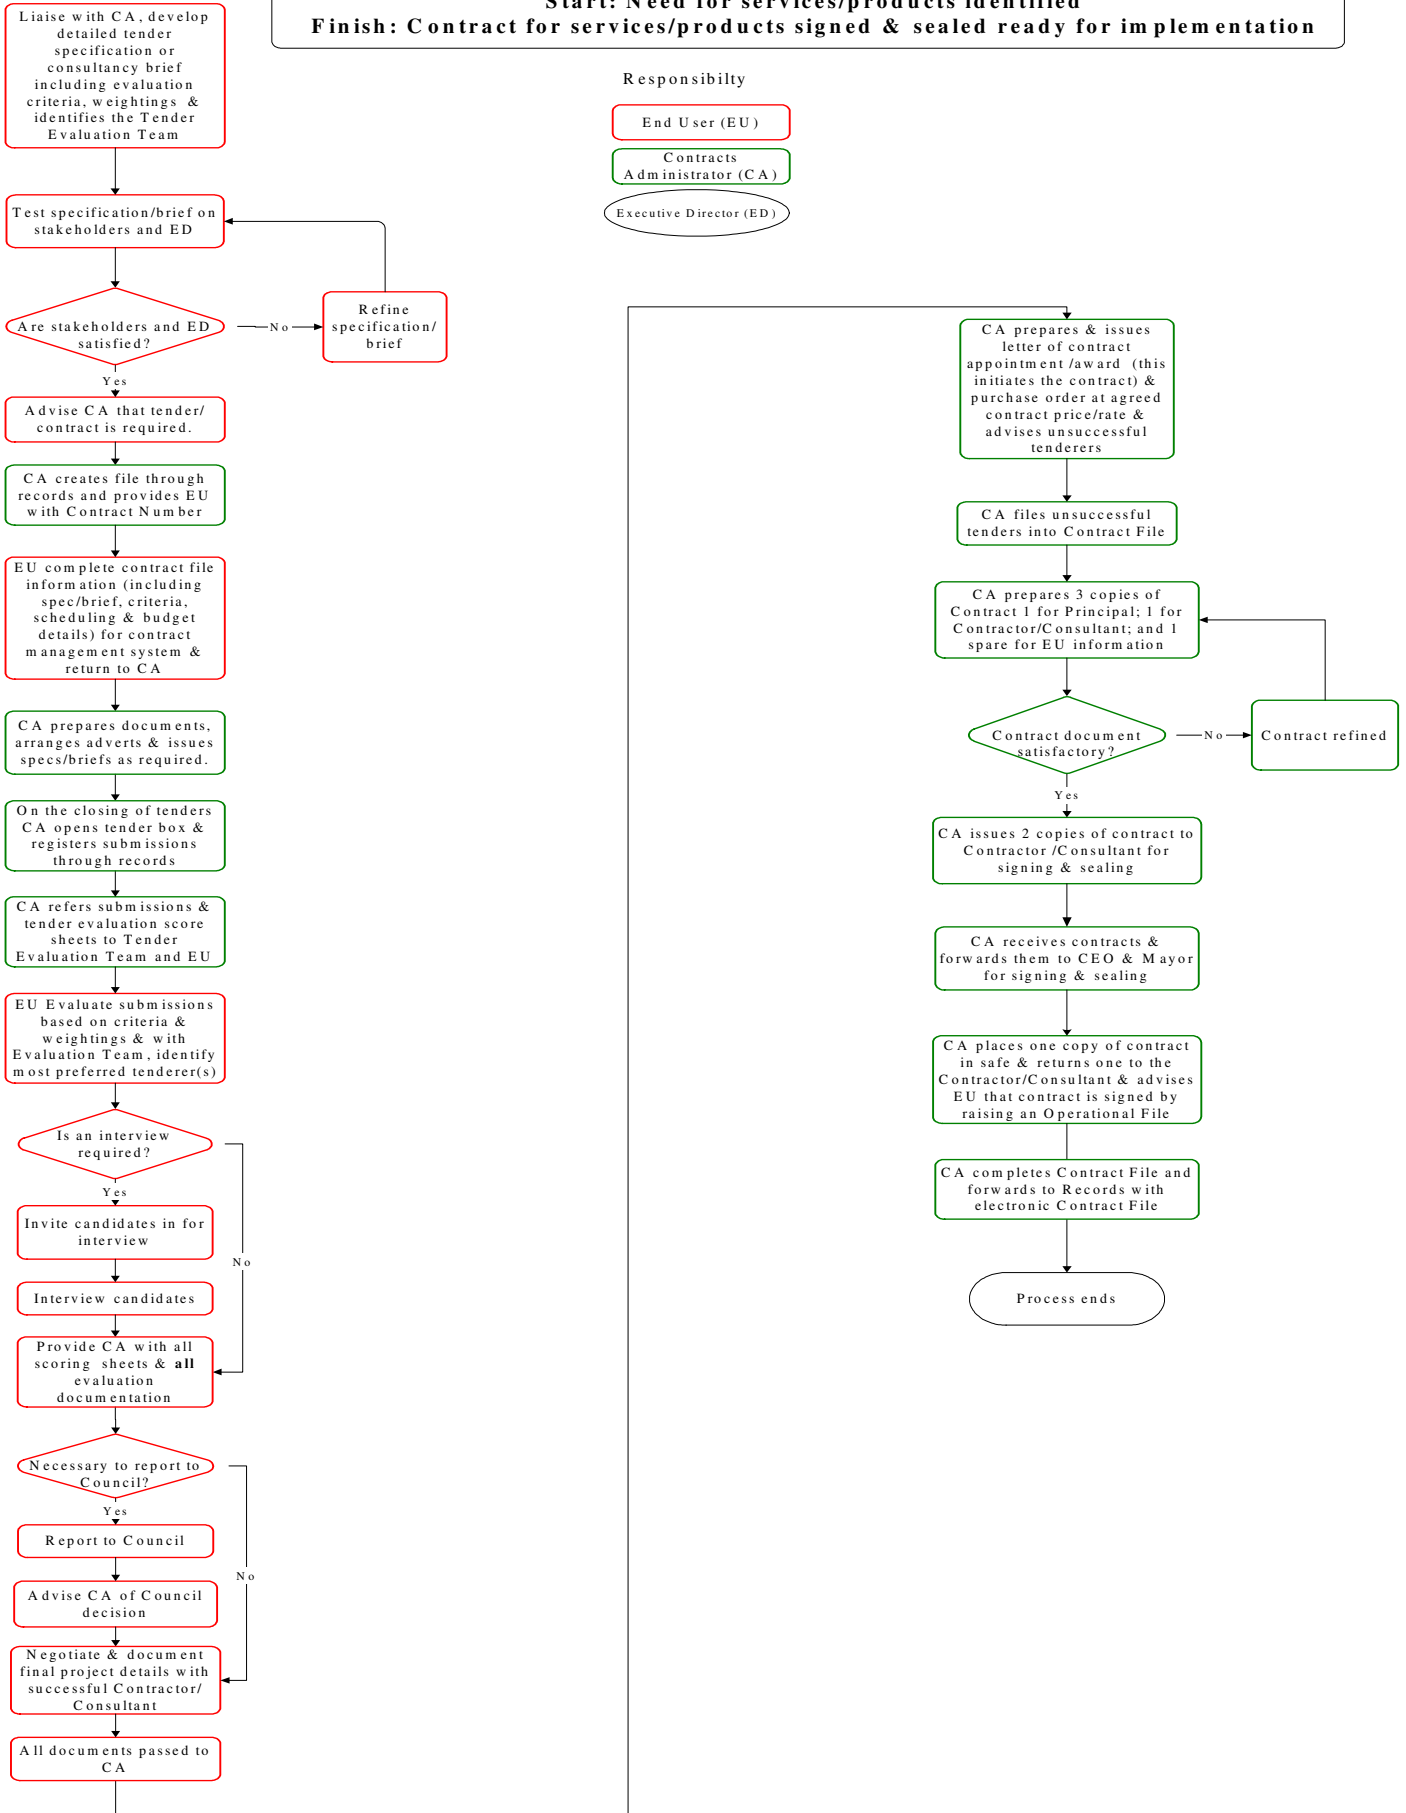 Start: Need for services/products identified
Finish: Contract for services/products signed & sealed ready for implementation
Responsibilty
End User (EU)
Contracts
Administrator (CA)
Executive Director (ED)
Liaise with CA, develop
detailed tender
specification or
consultancy brief
including evaluation
criteria, weightings &
identifies the Tender
Evaluation Team
Test specification/brief on
stakeholders and ED
Are stakeholders and ED
satisfied?
No
Refine
specification/
brief
Yes
Advise CA that tender/
contract is required.
CA creates file through
records and provides EU
with Contract Number
EU complete contract file
information (including
spec/brief, criteria,
scheduling & budget
details) for contract
management system &
return to CA
CA prepares documents,
arranges adverts & issues
specs/briefs as required.
On the closing of tenders
CA opens tender box &
registers submissions
through records
CA refers submissions &
tender evaluation score
sheets to Tender
Evaluation Team and EU
EU Evaluate submissions
based on criteria &
weightings & with
Evaluation Team, identify
most preferred tenderer(s)
Is an interview
required?
Yes
No
Invite candidates in for
interview
Interview candidates
Provide CA with all
scoring sheets & all
evaluation
documentation
Necessary to report to
Council?
Yes
No
Report to Council
Advise CA of Council
decision
Negotiate & document
final project details with
successful Contractor/
Consultant
All documents passed to
CA
CA prepares & issues
letter of contract
appointment /award (this
initiates the contract) &
purchase order at agreed
contract price/rate &
advises unsuccessful
tenderers
CA files unsuccessful
tenders into Contract File
CA prepares 3 copies of
Contract 1 for Principal; 1 for
Contractor/Consultant; and 1
spare for EU information
Contract document
satisfactory?
No
Contract refined
Yes
CA issues 2 copies of contract to
Contractor /Consultant for
signing & sealing
CA receives contracts &
forwards them to CEO & Mayor
for signing & sealing
CA places one copy of contract
in safe & returns one to the
Contractor/Consultant & advises
EU that contract is signed by
raising an Operational File
CA completes Contract File and
forwards to Records with
electronic Contract File
Process ends